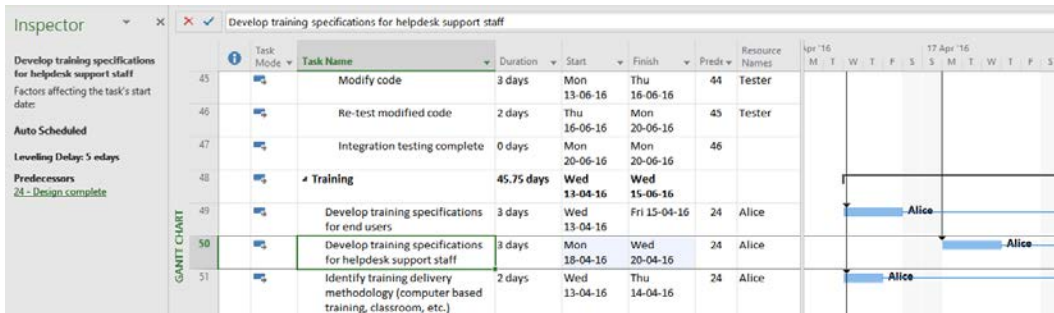 Inspector
Develop training specifications
for helpdesk support staff
Factors affecting the task's start
date:
Auto Scheduled
Leveling Delay: 5 edays
Predecessors
24 - Design complete
Develop training specifications for helpdesk support staff
GANTT CHART
Task Mode Task Name Duration Start Finish Prede Resource Names
45 Modify code 3 days Mon 13-06-16 Thu 16-06-16 44 Tester
46 Re-test modified code 2 days Thu 16-06-16 Mon 20-06-16 45 Tester
47 Integration testing complete 0 days Mon 20-06-16 Mon 20-06-16 46
48 Training 45.75 days Wed 13-04-16 Wed 15-06-16
49 Develop training specifications for end users 3 days Wed 13-04-16 Fri 15-04-16 24 Alice
50 Develop training specifications for helpdesk support staff 3 days Mon 18-04-16 Wed 20-04-16 24 Alice
51 Identify training delivery methodology (computer based training, classroom, etc.) 2 days Wed 13-04-16 Thu 14-04-16 24 Alice
Apr '16 17 Apr '16
M T W T F S S M T W T F S
Alice
Alice
Alice